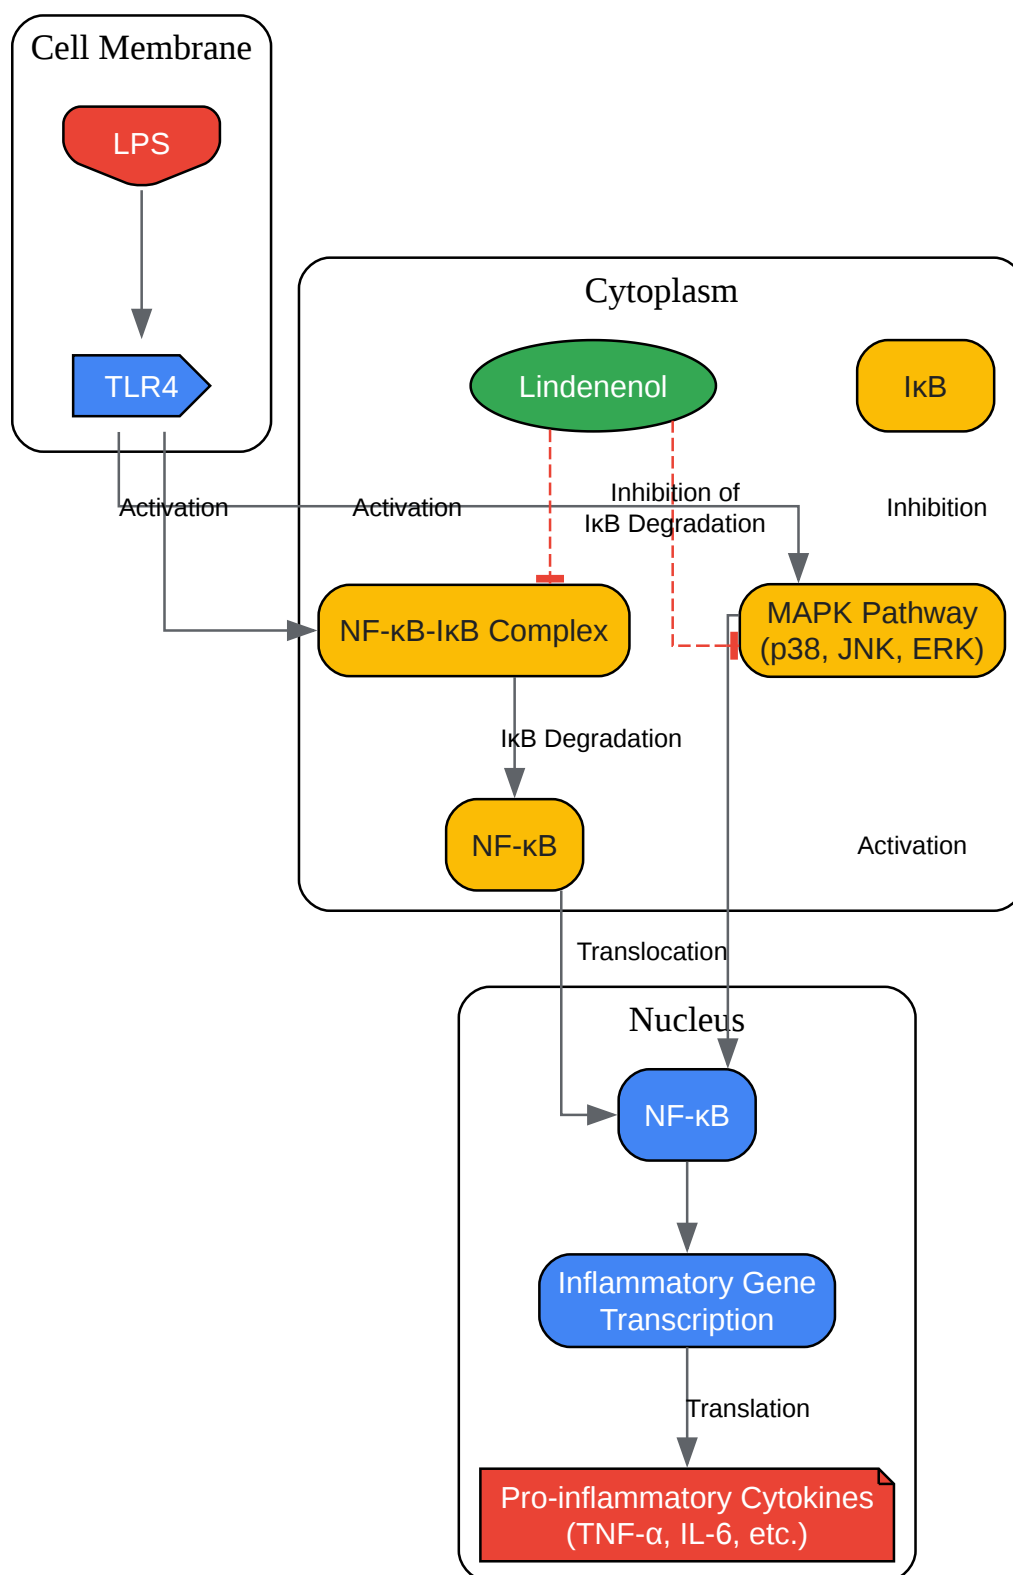 Cell Membrane
LPS
TLR4
Cytoplasm
Lindenenol
IκB
Activation
Activation
Inhibition of
IκB Degradation
Inhibition
NF-κB-IκB Complex
MAPK Pathway
(p38, JNK, ERK)
IκB Degradation
NF-κB
Activation
Translocation
Nucleus
NF-κB
Inflammatory Gene
Transcription
Translation
Pro-inflammatory Cytokines
(TNF-α, IL-6, etc.)